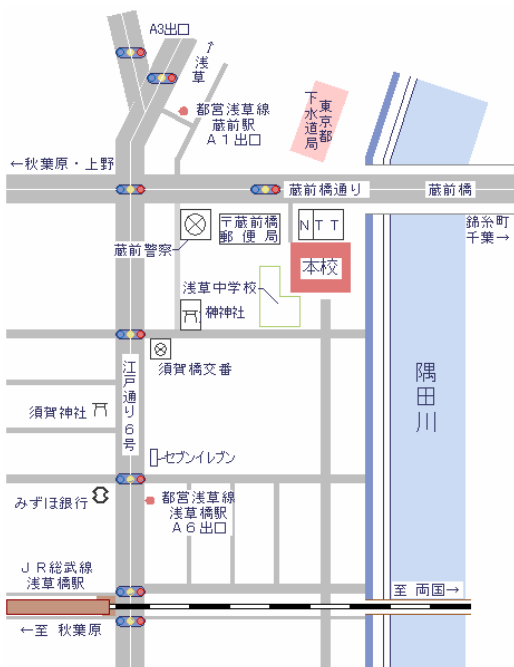 A3出口
↗浅草
都営浅草線
蔵前駅
A1出口
東京都
下水道局
←秋葉原・上野
蔵前橋通り
蔵前橋
錦糸町
千葉→
蔵前警察
〒蔵前橋
郵便局
NTT
本校
浅草中学校
榊神社
須賀橋交番
江戸通り6号
隅田川
須賀神社
セブンイレブン
みずほ銀行
都営浅草線
浅草橋駅
A6出口
JR総武線
浅草橋駅
至 両国→
←至 秋葉原